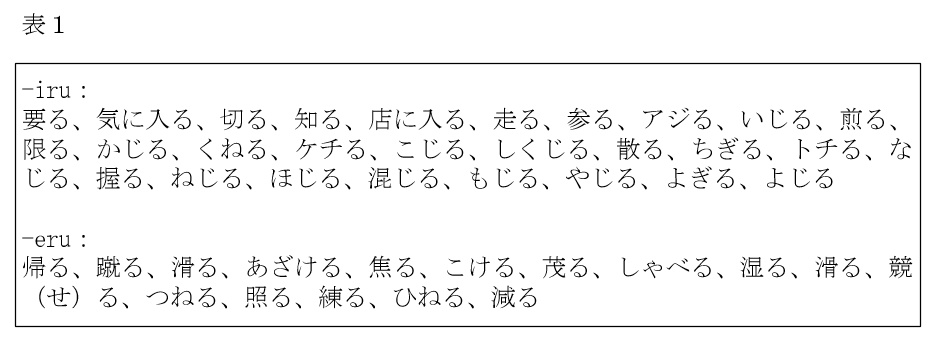 表１
-iru：
要る、気に入る、切る、知る、店に入る、走る、参る、アジる、いじる、煎る、
限る、かじる、くねる、ケチる、こじる、しくじる、散る、ちぎる、トチる、な
じる、握る、ねじる、ほじる、混じる、もじる、やじる、よぎる、よじる
-eru：
帰る、蹴る、滑る、あざける、焦る、こける、茂る、しゃべる、湿る、滑る、競
（せ）る、つねる、照る、練る、ひねる、減る